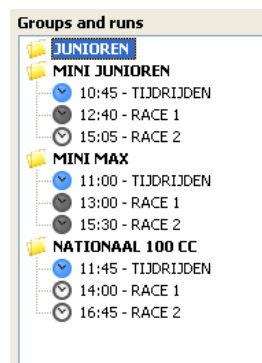 Groups and runs
JUNIOREN
MINI JUNIOREN
10:45 - TIJDRIJDEN
12:40 - RACE 1
15:05 - RACE 2
MINI MAX
11:00 - TIJDRIJDEN
13:00 - RACE 1
15:30 - RACE 2
NATIONAAL 100 CC
11:45 - TIJDRIJDEN
14:00 - RACE 1
16:45 - RACE 2